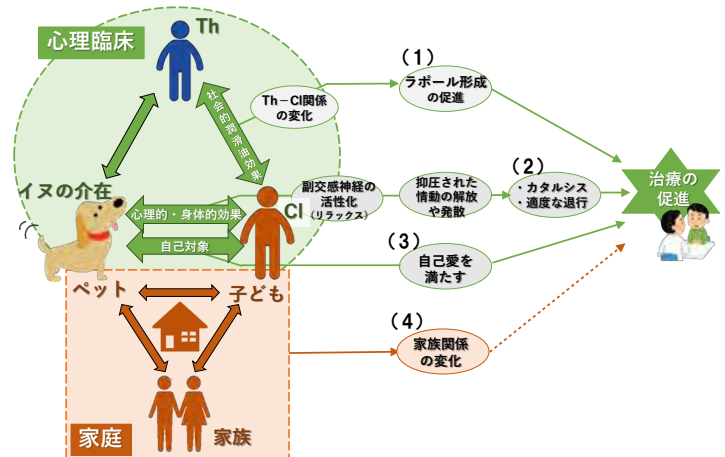 心理臨床
Th
(1)
ラポール形成
の促進
Th－Cl関係
の変化
社会的潤滑油効果
イヌの介在
心理的・身体的効果
自己対象
Cl
副交感神経の
活性化
(リラックス)
抑圧された
情動の解放
や発散
(2)
・カタルシス
・適度な退行
治療の
促進
(3)
自己愛を
満たす
ペット
子ども
(4)
家族関係
の変化
家庭
家族